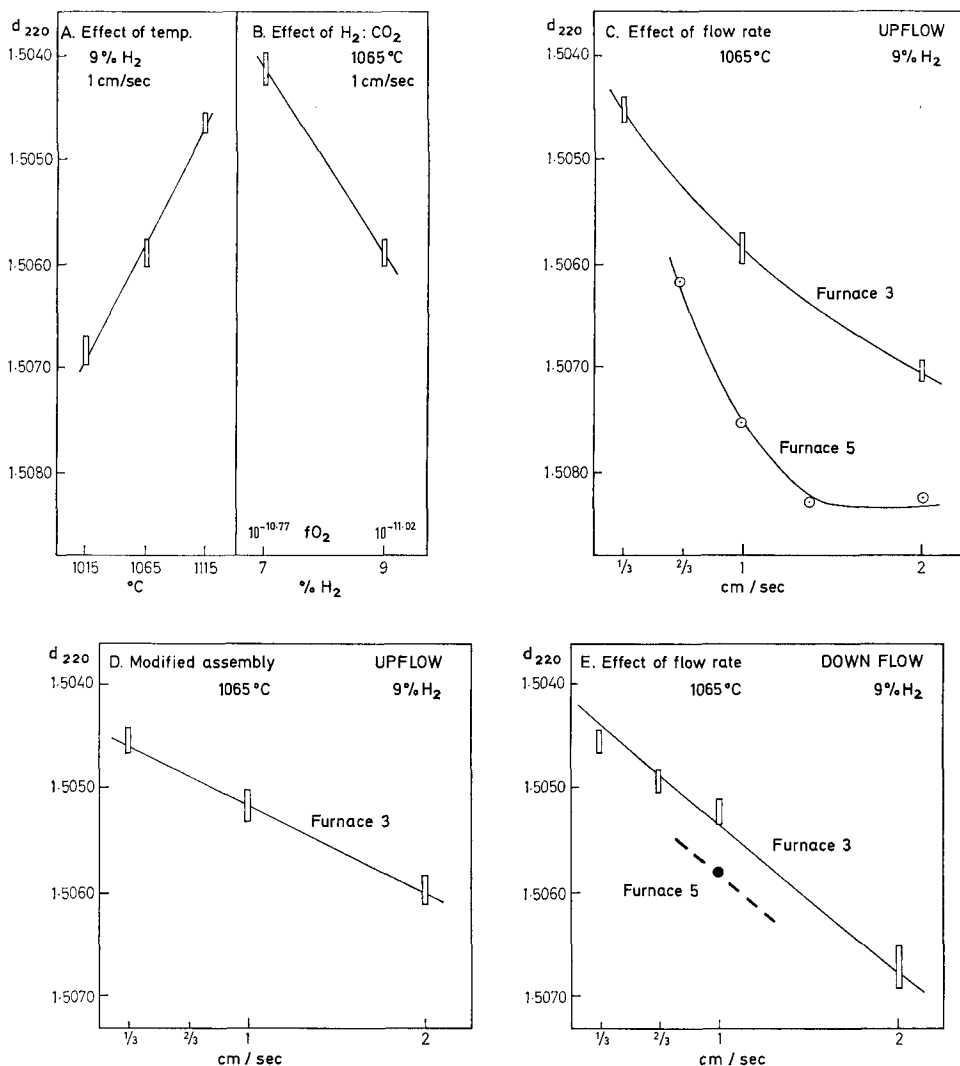 d 220
A. Effect of temp.
9% H2
1 cm/sec
B. Effect of H2: CO2
1065°C
1 cm/sec
1·5040
1·5050
1·5060
1·5070
1·5080
10-10·77 fO2 10-11·02
1015 1065 1115
°C
7 9
% H2
d 220
C. Effect of flow rate UPFLOW
1065°C 9% H2
1·5040
1·5050
1·5060
1·5070
1·5080
Furnace 3
Furnace 5
1/3 2/3 1 2
cm / sec
d 220
D. Modified assembly UPFLOW
1065°C 9% H2
1·5040
1·5050
1·5060
1·5070
Furnace 3
1/3 2/3 1 2
cm / sec
d 220
E. Effect of flow rate DOWN FLOW
1065°C 9% H2
1·5040
1·5050
1·5060
1·5070
Furnace 3
Furnace 5
1/3 2/3 1 2
cm / sec